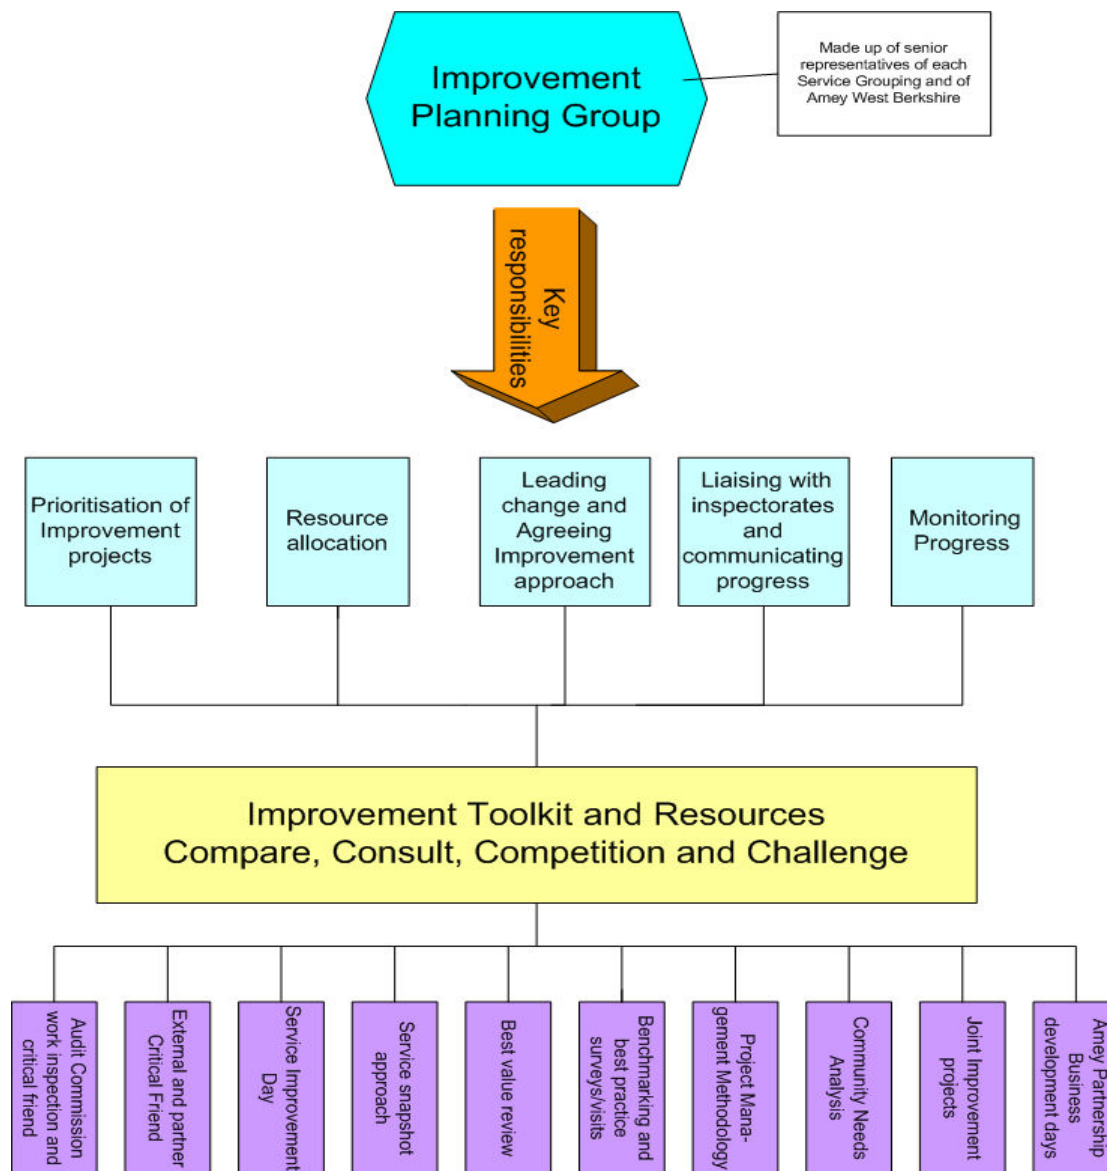 Improvement
Planning Group
Made up of senior
representatives of each
Service Grouping and of
Amey West Berkshire
Key
responsibilities
Prioritisation of
Improvement
projects
Resource
allocation
Leading
change and
Agreeing
Improvement
approach
Liaising with
inspectorates
and
communicating
progress
Monitoring
Progress
Improvement Toolkit and Resources
Compare, Consult, Competition and Challenge
Audit Commission
work inspection and
critical friend
External and partner
Critical Friend
Service Improvement
Day
Service snapshot
approach
Best value review
Benchmarking and
best practice
surveys/visits
Project Mana-
gement Methodology
Community Needs
Analysis
Joint Improvement
projects
Amey Partnership
Business
development days